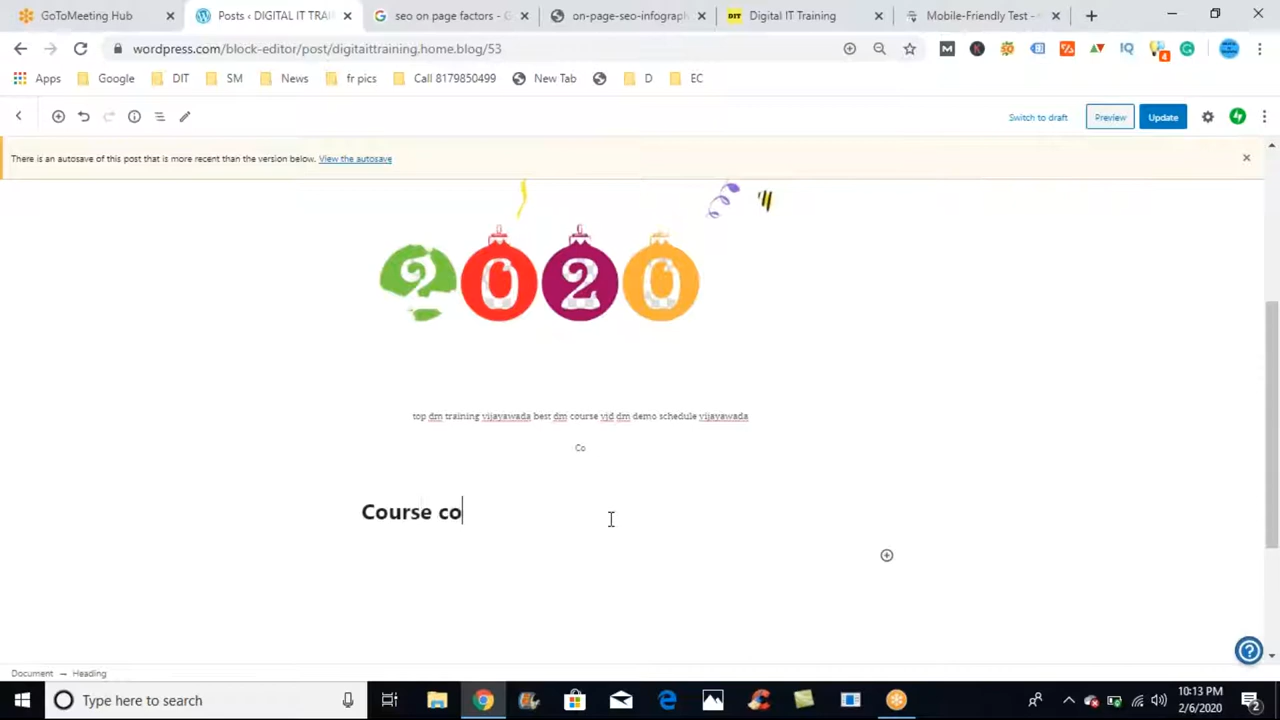 GoToMeeting Hub
Posts ‹ DIGITAL IT TRAI
seo on page factors - G
on-page-seo-infograph
DIT Digital IT Training
Mobile-Friendly Test -
wordpress.com/block-editor/post/digitaittraining.home.blog/53
Apps Google DIT SM News fr pics Call 8179850499 New Tab D EC
Switch to draft Preview Update
There is an autosave of this post that is more recent than the version below. View the autosave
2020
top dm training vijayawada best dm course vjd dm demo schedule vijayawada
Co
Course co
Document → Heading
Type here to search
10:13 PM
2/6/2020